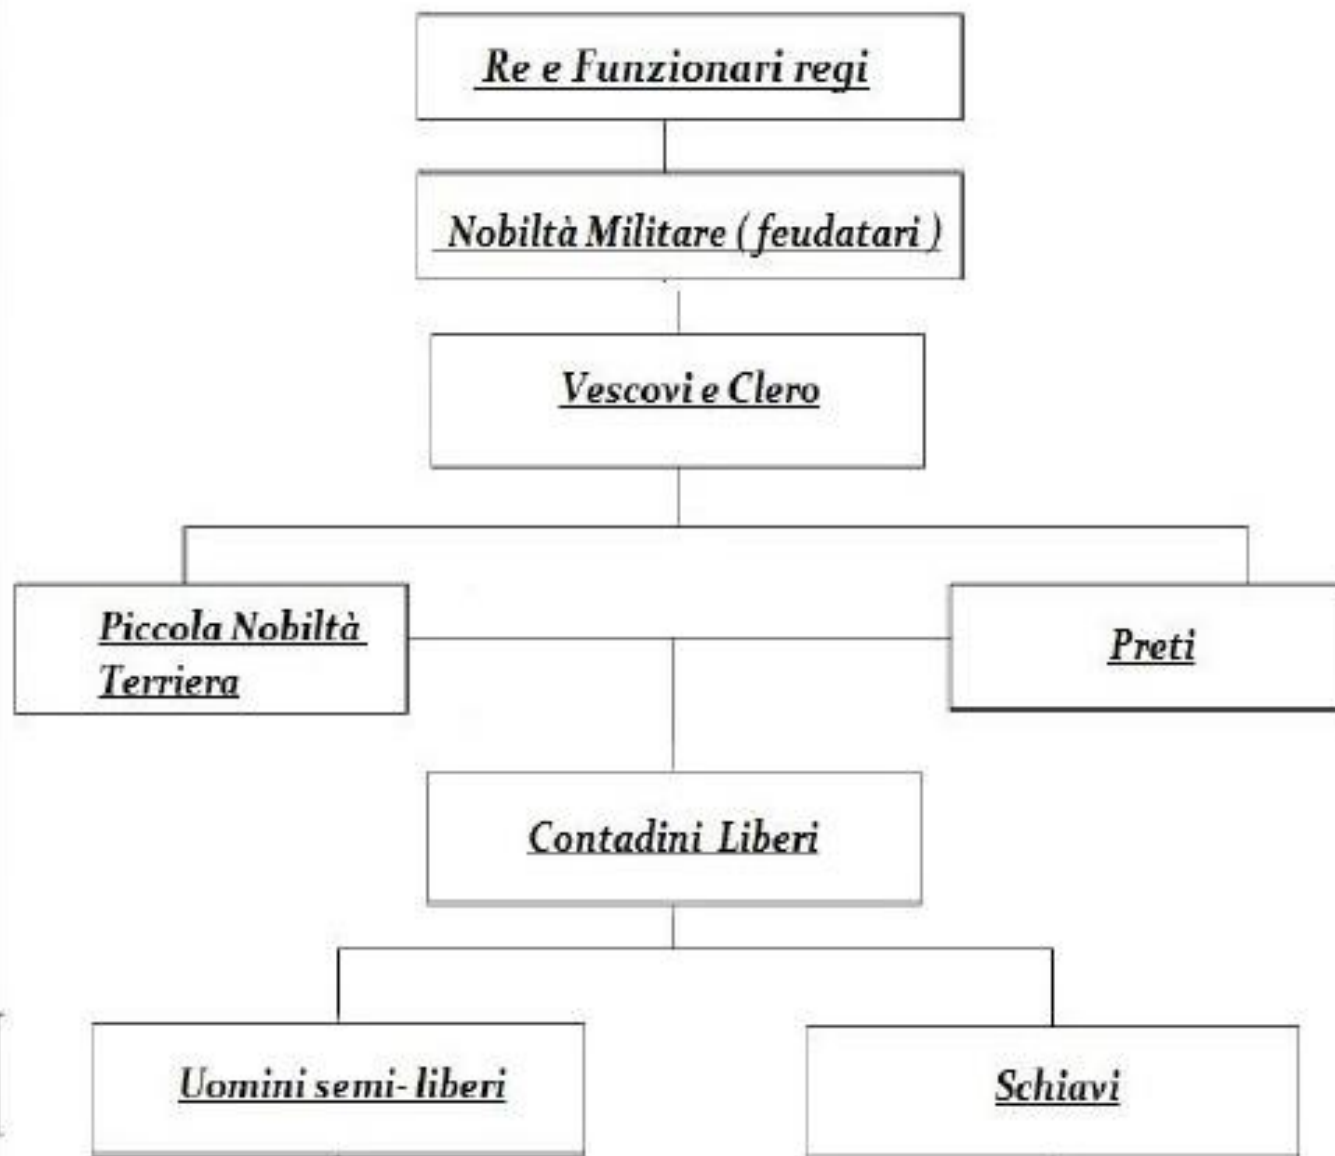 Re e Funzionari regi
Nobiltà Militare ( feudatari )
Vescovi e Clero
Piccola Nobiltà
Terriera
Preti
Contadini Liberi
Uomini semi- liberi
Schiavi